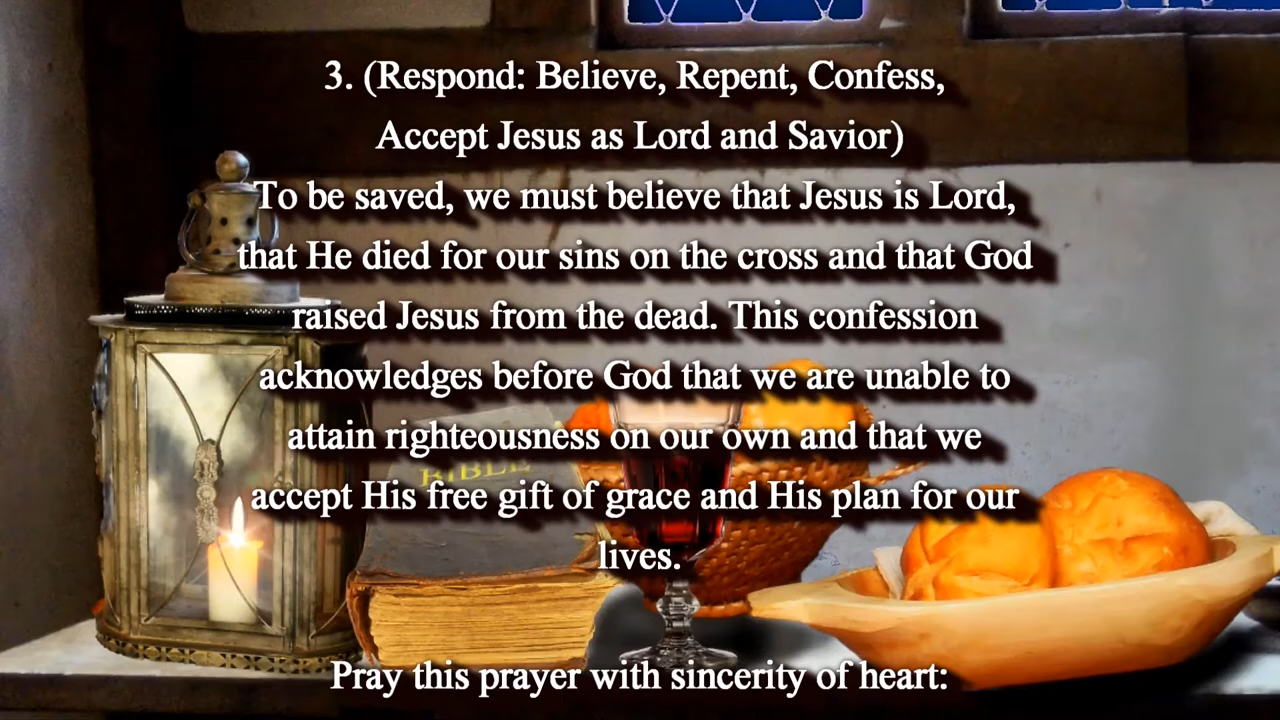 3. (Respond: Believe, Repent, Confess,
Accept Jesus as Lord and Savior)
To be saved, we must believe that Jesus is Lord,
that He died for our sins on the cross and that God
raised Jesus from the dead. This confession
acknowledges before God that we are unable to
attain righteousness on our own and that we
accept His free gift of grace and His plan for our
lives.
BIBLE
Pray this prayer with sincerity of heart: